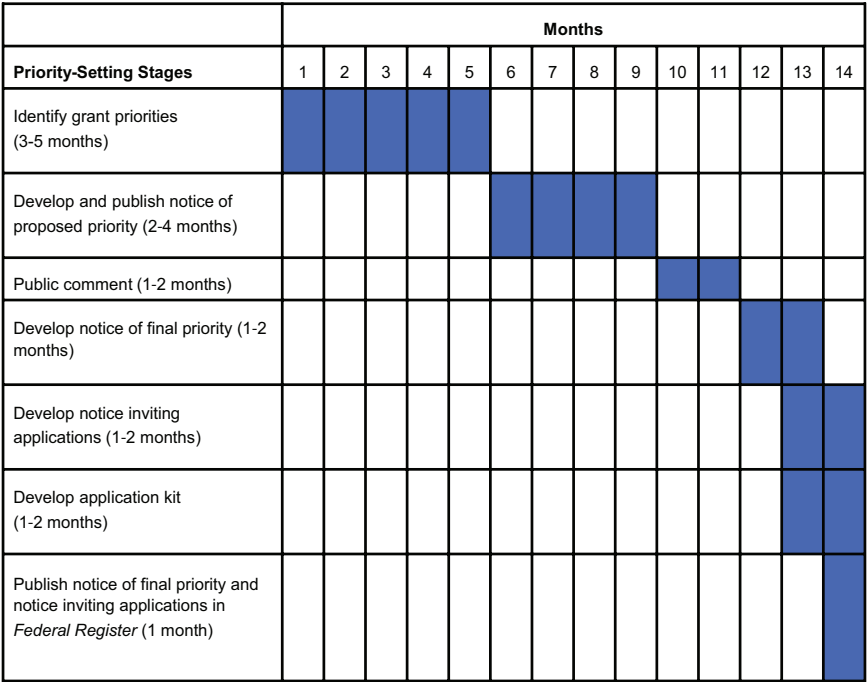 Months
Priority-Setting Stages 1 2 3 4 5 6 7 8 9 10 11 12 13 14
Identify grant priorities
(3-5 months)
Develop and publish notice of
proposed priority (2-4 months)
Public comment (1-2 months)
Develop notice of final priority (1-2
months)
Develop notice inviting
applications (1-2 months)
Develop application kit
(1-2 months)
Publish notice of final priority and
notice inviting applications in
Federal Register (1 month)